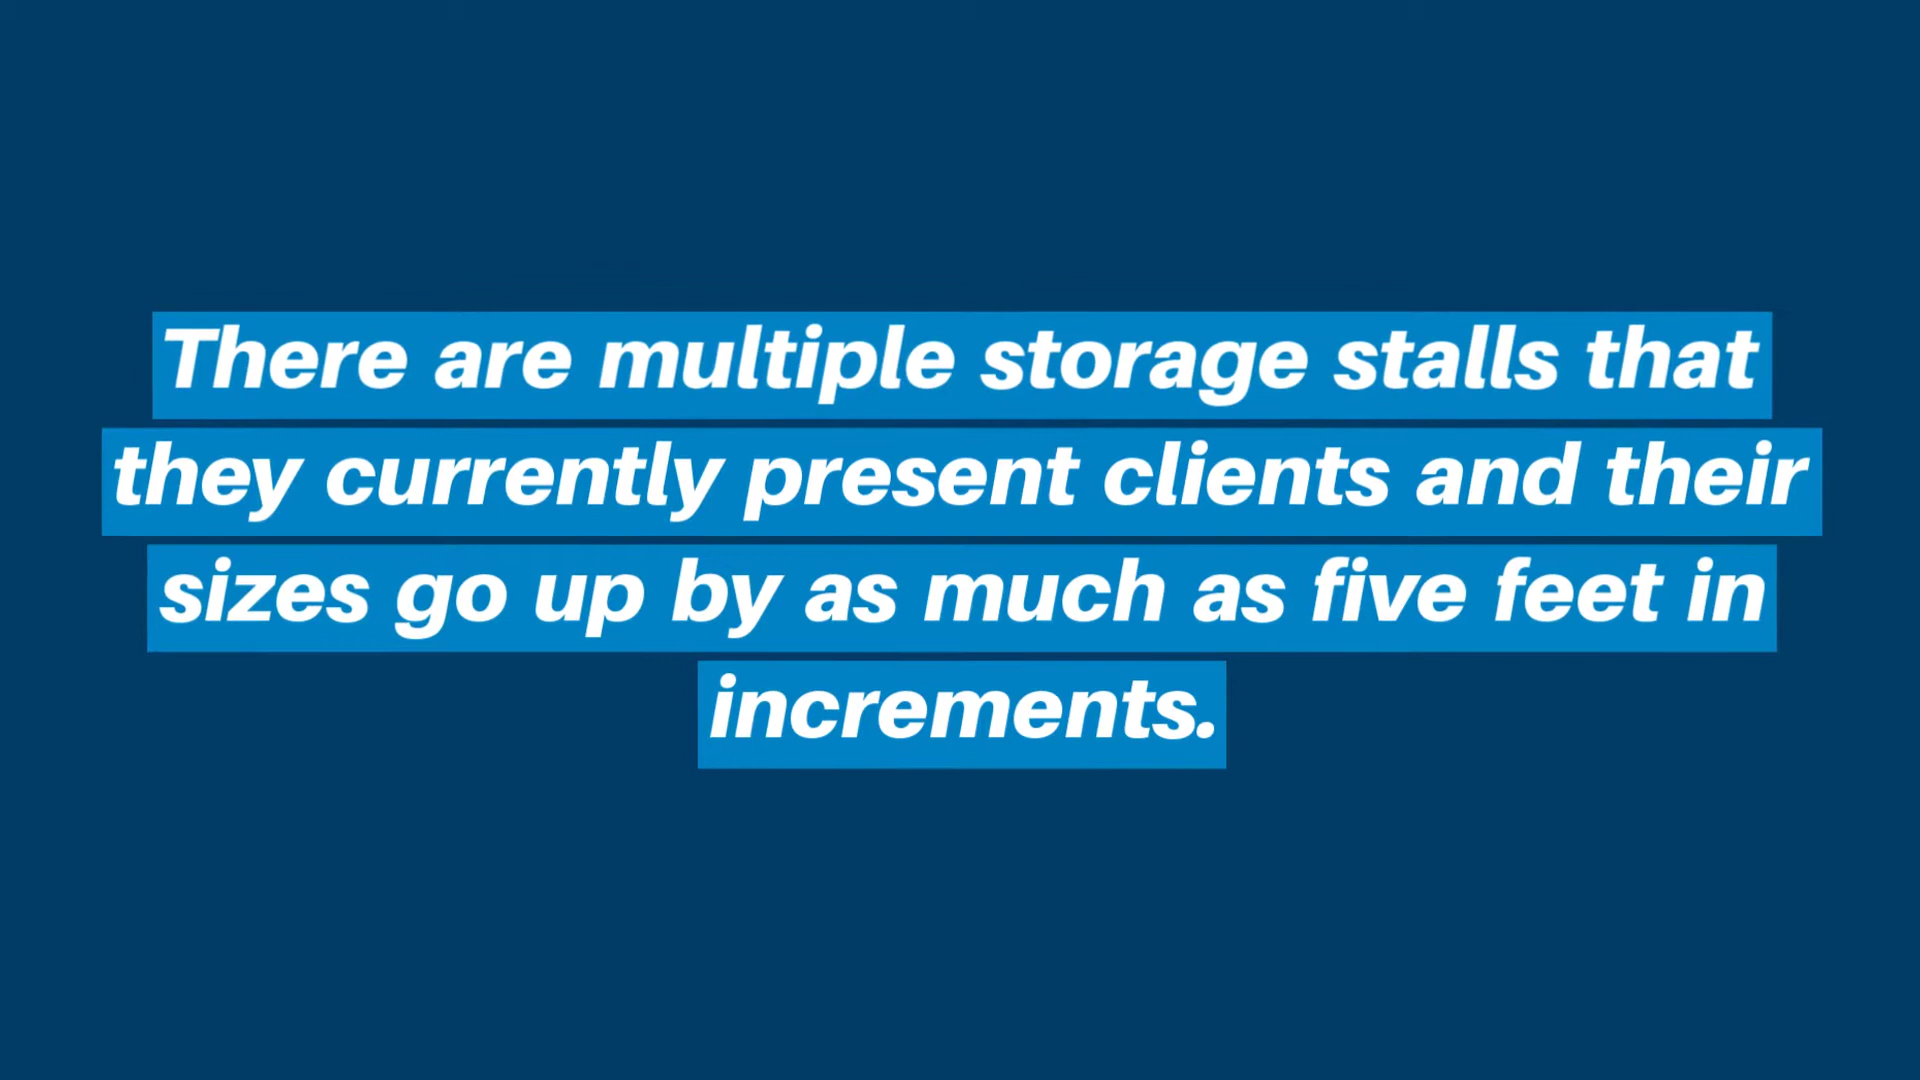 There are multiple storage stalls that
they currently present clients and their
sizes go up by as much as five feet in
increments.